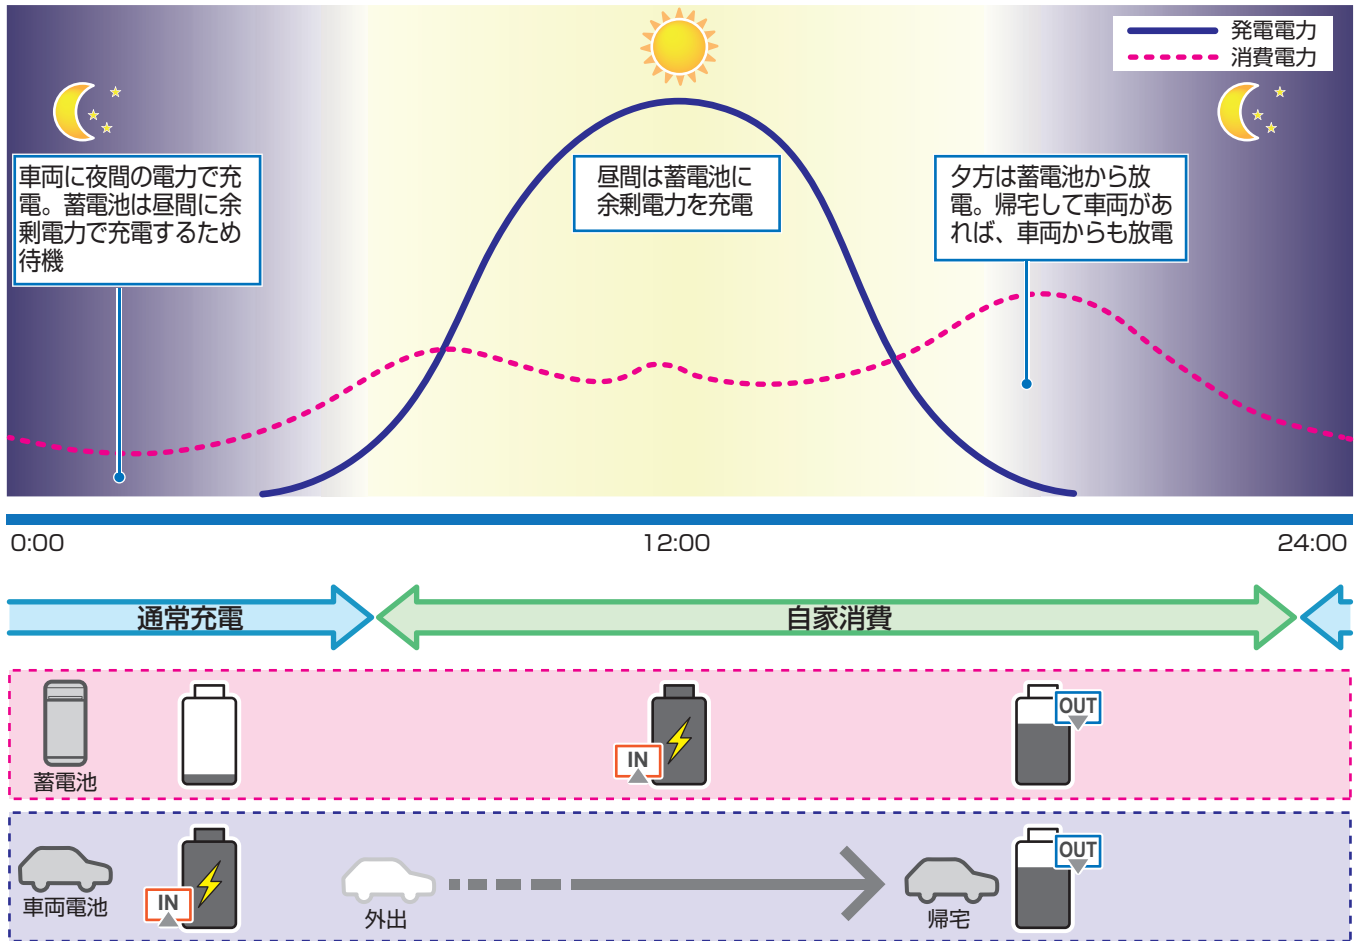 発電電力
消費電力
車両に夜間の電力で充
電。蓄電池は昼間に余
剰電力で充電するため
待機
昼間は蓄電池に
余剰電力を充電
夕方は蓄電池から放
電。帰宅して車両があ
れば、車両からも放電
0:00
12:00
24:00
通常充電
自家消費
蓄電池
IN
OUT
車両電池
IN
外出
帰宅
OUT